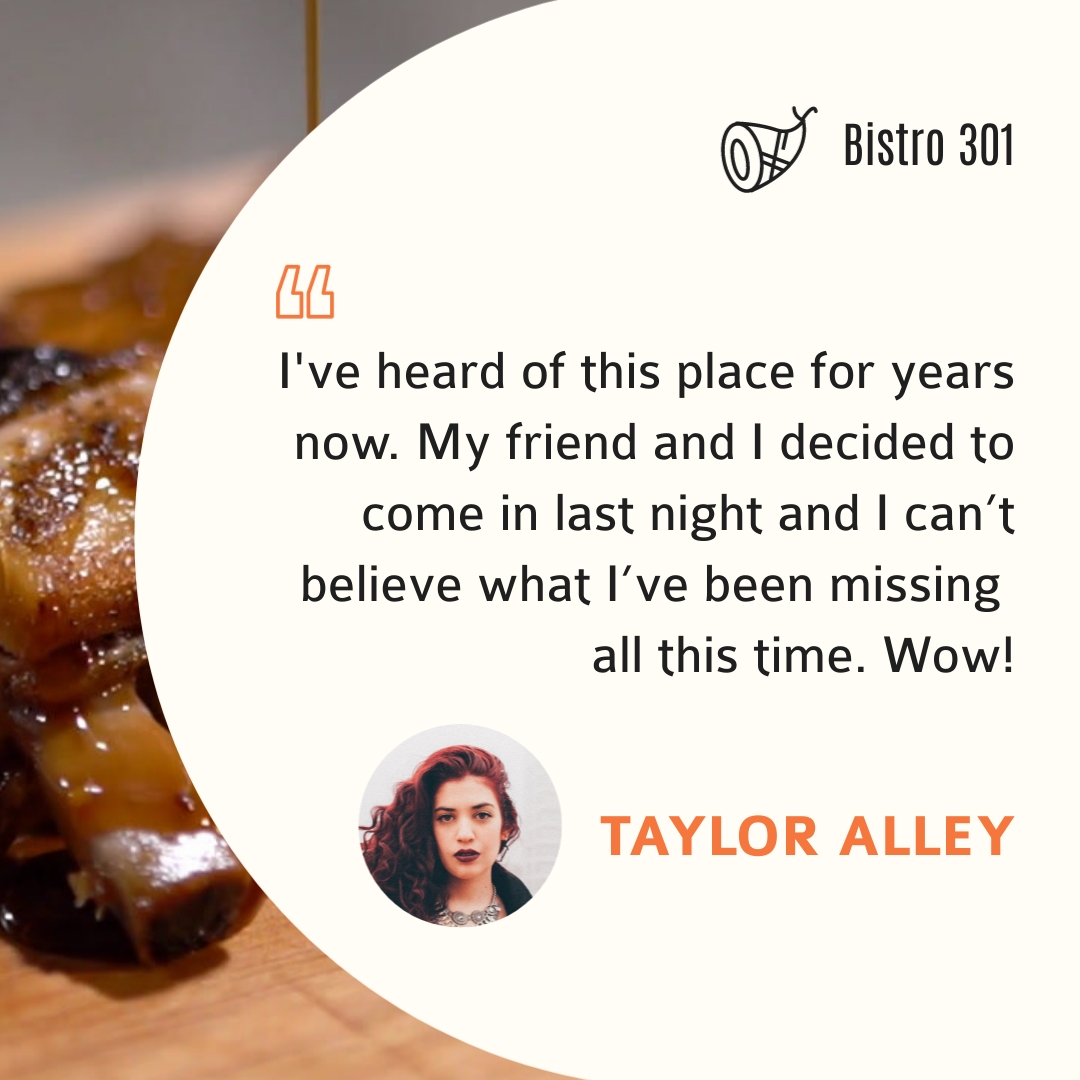 Bistro 301
I've heard of this place for years
now. My friend and I decided to
come in last night and I can′t
believe what I′ve been missing
all this time. Wow!
TAYLOR ALLEY